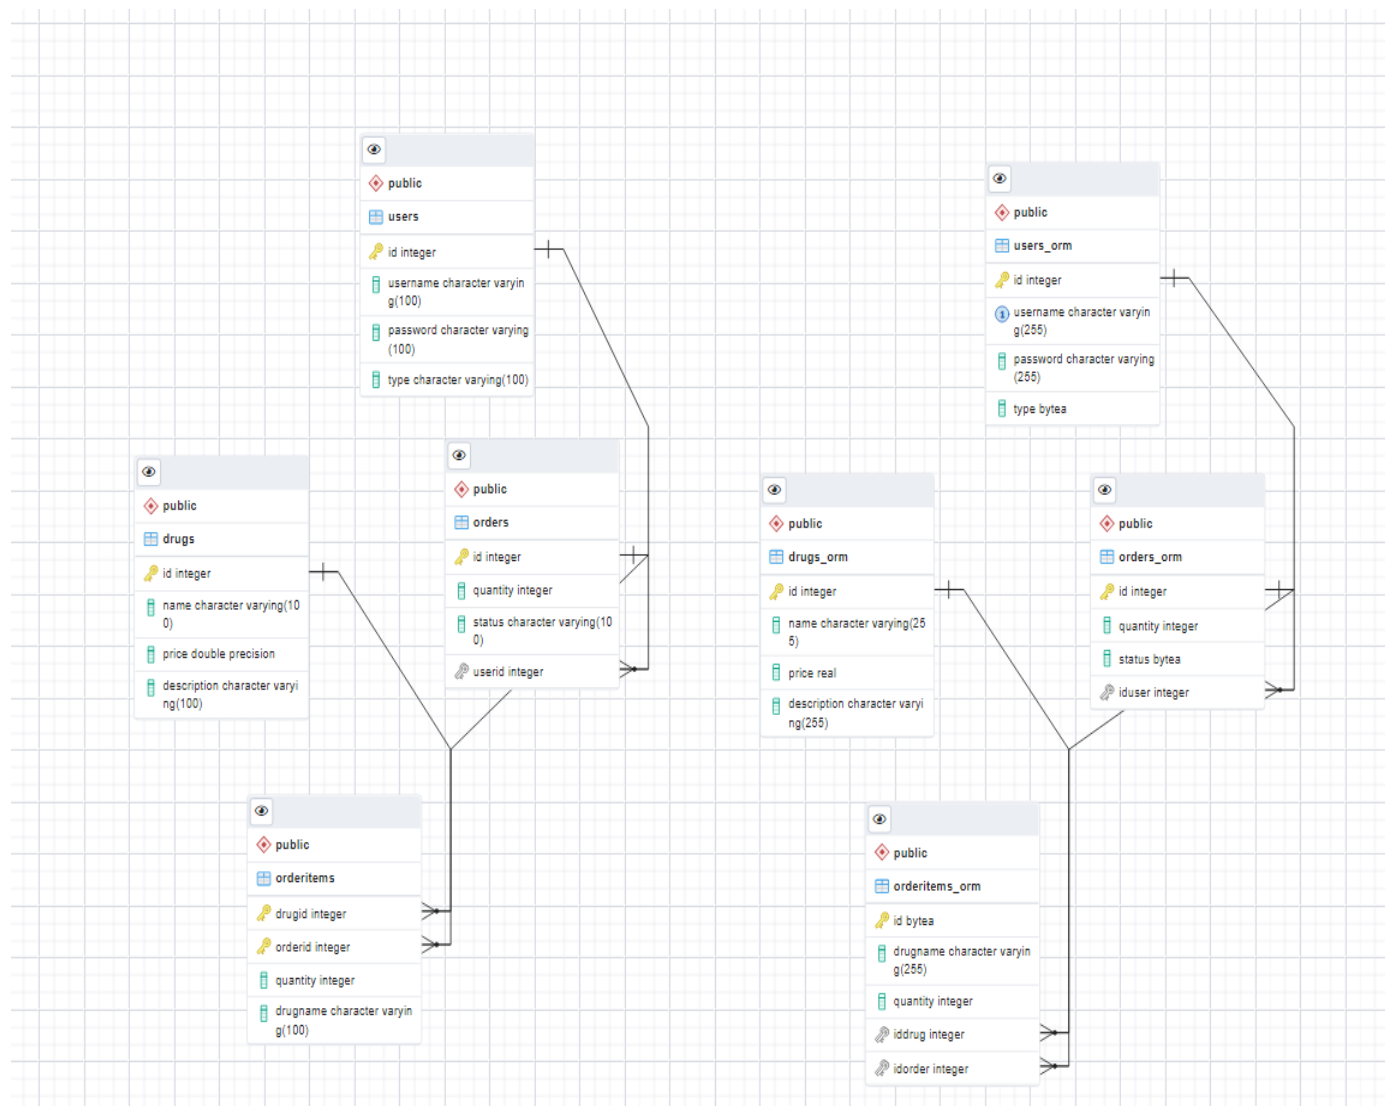 public
users
id integer
username character varyin
g(100)
password character varying
(100)
type character varying(100)
public
users_orm
id integer
1
username character varyin
g(255)
password character varying
(255)
type bytea
public
drugs
id integer
name character varying(10
0)
price double precision
description character varyi
ng(100)
public
orders
id integer
quantity integer
status character varying(10
0)
userid integer
public
drugs_orm
id integer
name character varying(25
5)
price real
description character varyi
ng(255)
public
orders_orm
id integer
quantity integer
status bytea
iduser integer
public
orderitems
drugid integer
orderid integer
quantity integer
drugname character varyin
g(100)
public
orderitems_orm
id bytea
drugname character varyin
g(255)
quantity integer
iddrug integer
idorder integer